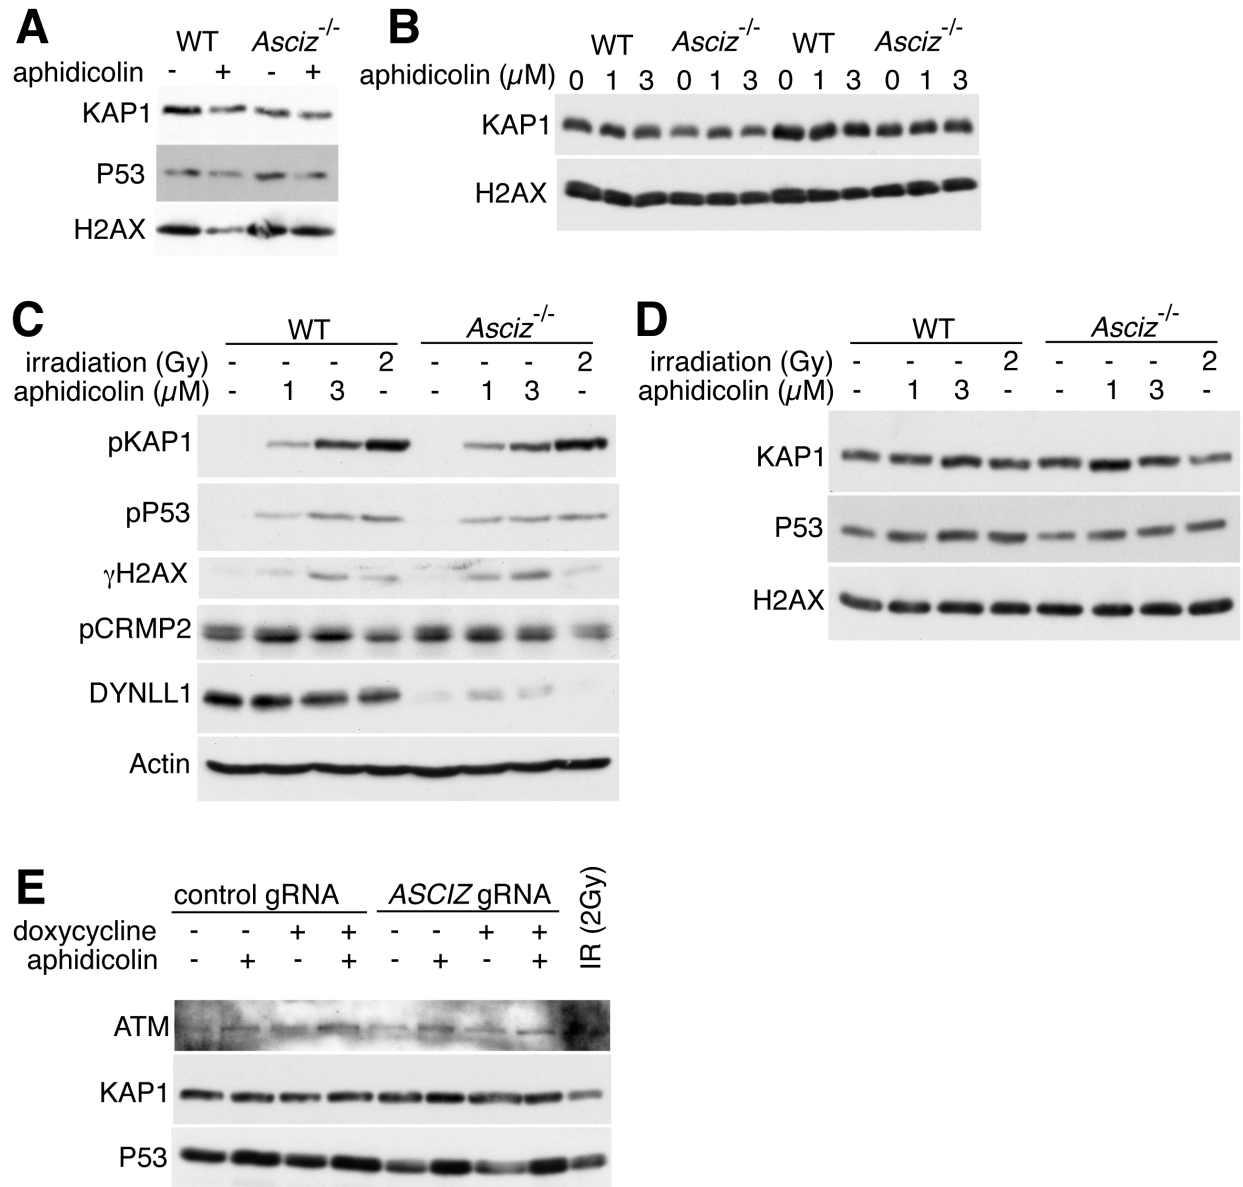 A
WT Asciz-/-
aphidicolin - + - +
KAP1
P53
H2AX
B
WT Asciz-/- WT Asciz-/-
aphidicolin (µM) 0 1 3 0 1 3 0 1 3 0 1 3
KAP1
H2AX
C
WT Asciz-/-
irradiation (Gy) - - - 2 - - - 2
aphidicolin (µM) - 1 3 - - 1 3 -
pKAP1
pP53
γH2AX
pCRMP2
DYNLL1
Actin
D
WT Asciz-/-
irradiation (Gy) - - - 2 - - - 2
aphidicolin (µM) - 1 3 - - 1 3 -
KAP1
P53
H2AX
E
control gRNA ASCIZ gRNA IR (2Gy)
doxycycline - - + + - - + +
aphidicolin - + - + - + - +
ATM
KAP1
P53